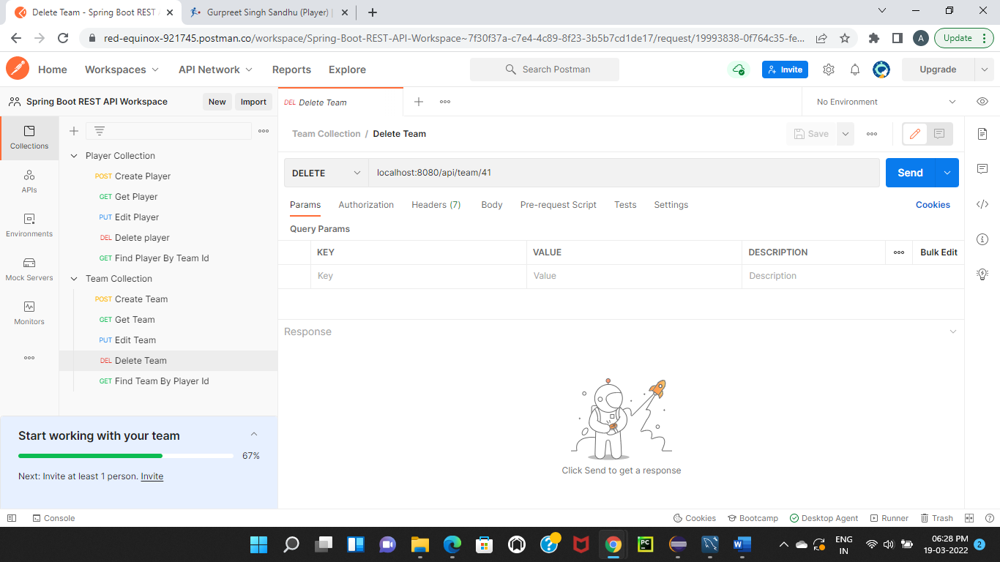 Delete Team - Spring Boot REST A
Gurpreet Singh Sandhu (Player) |
red-equinox-921745.postman.co/workspace/Spring-Boot-REST-API-Workspace~7f30f37a-c7e4-4c89-8f23-3b5b7cd1de17/request/19993838-0f764c35-fe...
A
Update
Home
Workspaces
API Network
Reports
Explore
Search Postman
Invite
Upgrade
Spring Boot REST API Workspace
New
Import
DEL Delete Team
No Environment
Collections
APIs
Environments
Mock Servers
Monitors
Player Collection
POST Create Player
GET Get Player
PUT Edit Player
DEL Delete player
GET Find Player By Team Id
Team Collection
POST Create Team
GET Get Team
PUT Edit Team
DEL Delete Team
GET Find Team By Player Id
Start working with your team
67%
Next: Invite at least 1 person. Invite
Team Collection / Delete Team
Save
DELETE
localhost:8080/api/team/41
Send
Params
Authorization
Headers (7)
Body
Pre-request Script
Tests
Settings
Cookies
Query Params
KEY
VALUE
DESCRIPTION
Bulk Edit
Key
Value
Description
Response
Click Send to get a response
Console
Cookies
Bootcamp
Desktop Agent
Runner
Trash
PC
W
ENG
IN
06:28 PM
19-03-2022
2